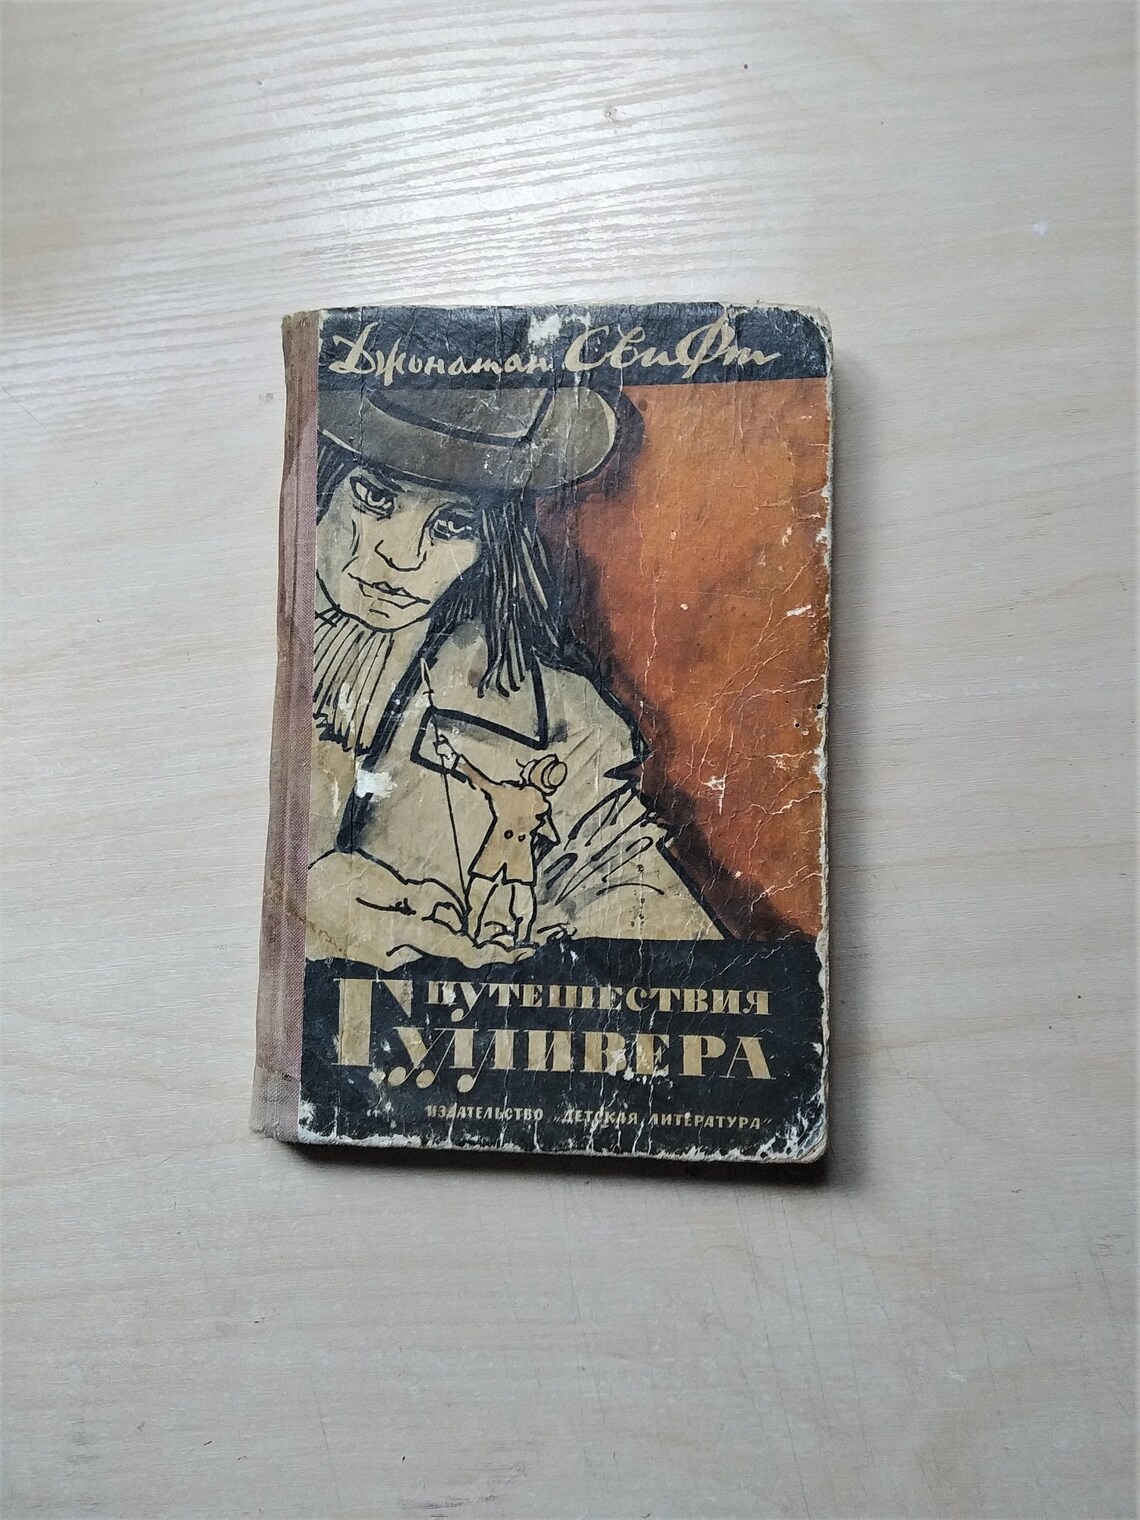 Джонатан Свифт
ПУТЕШЕСТВИЯ
ГУЛЛИВЕРА
ИЗДАТЕЛЬСТВО „ДЕТСКАЯ ЛИТЕРАТУРА"